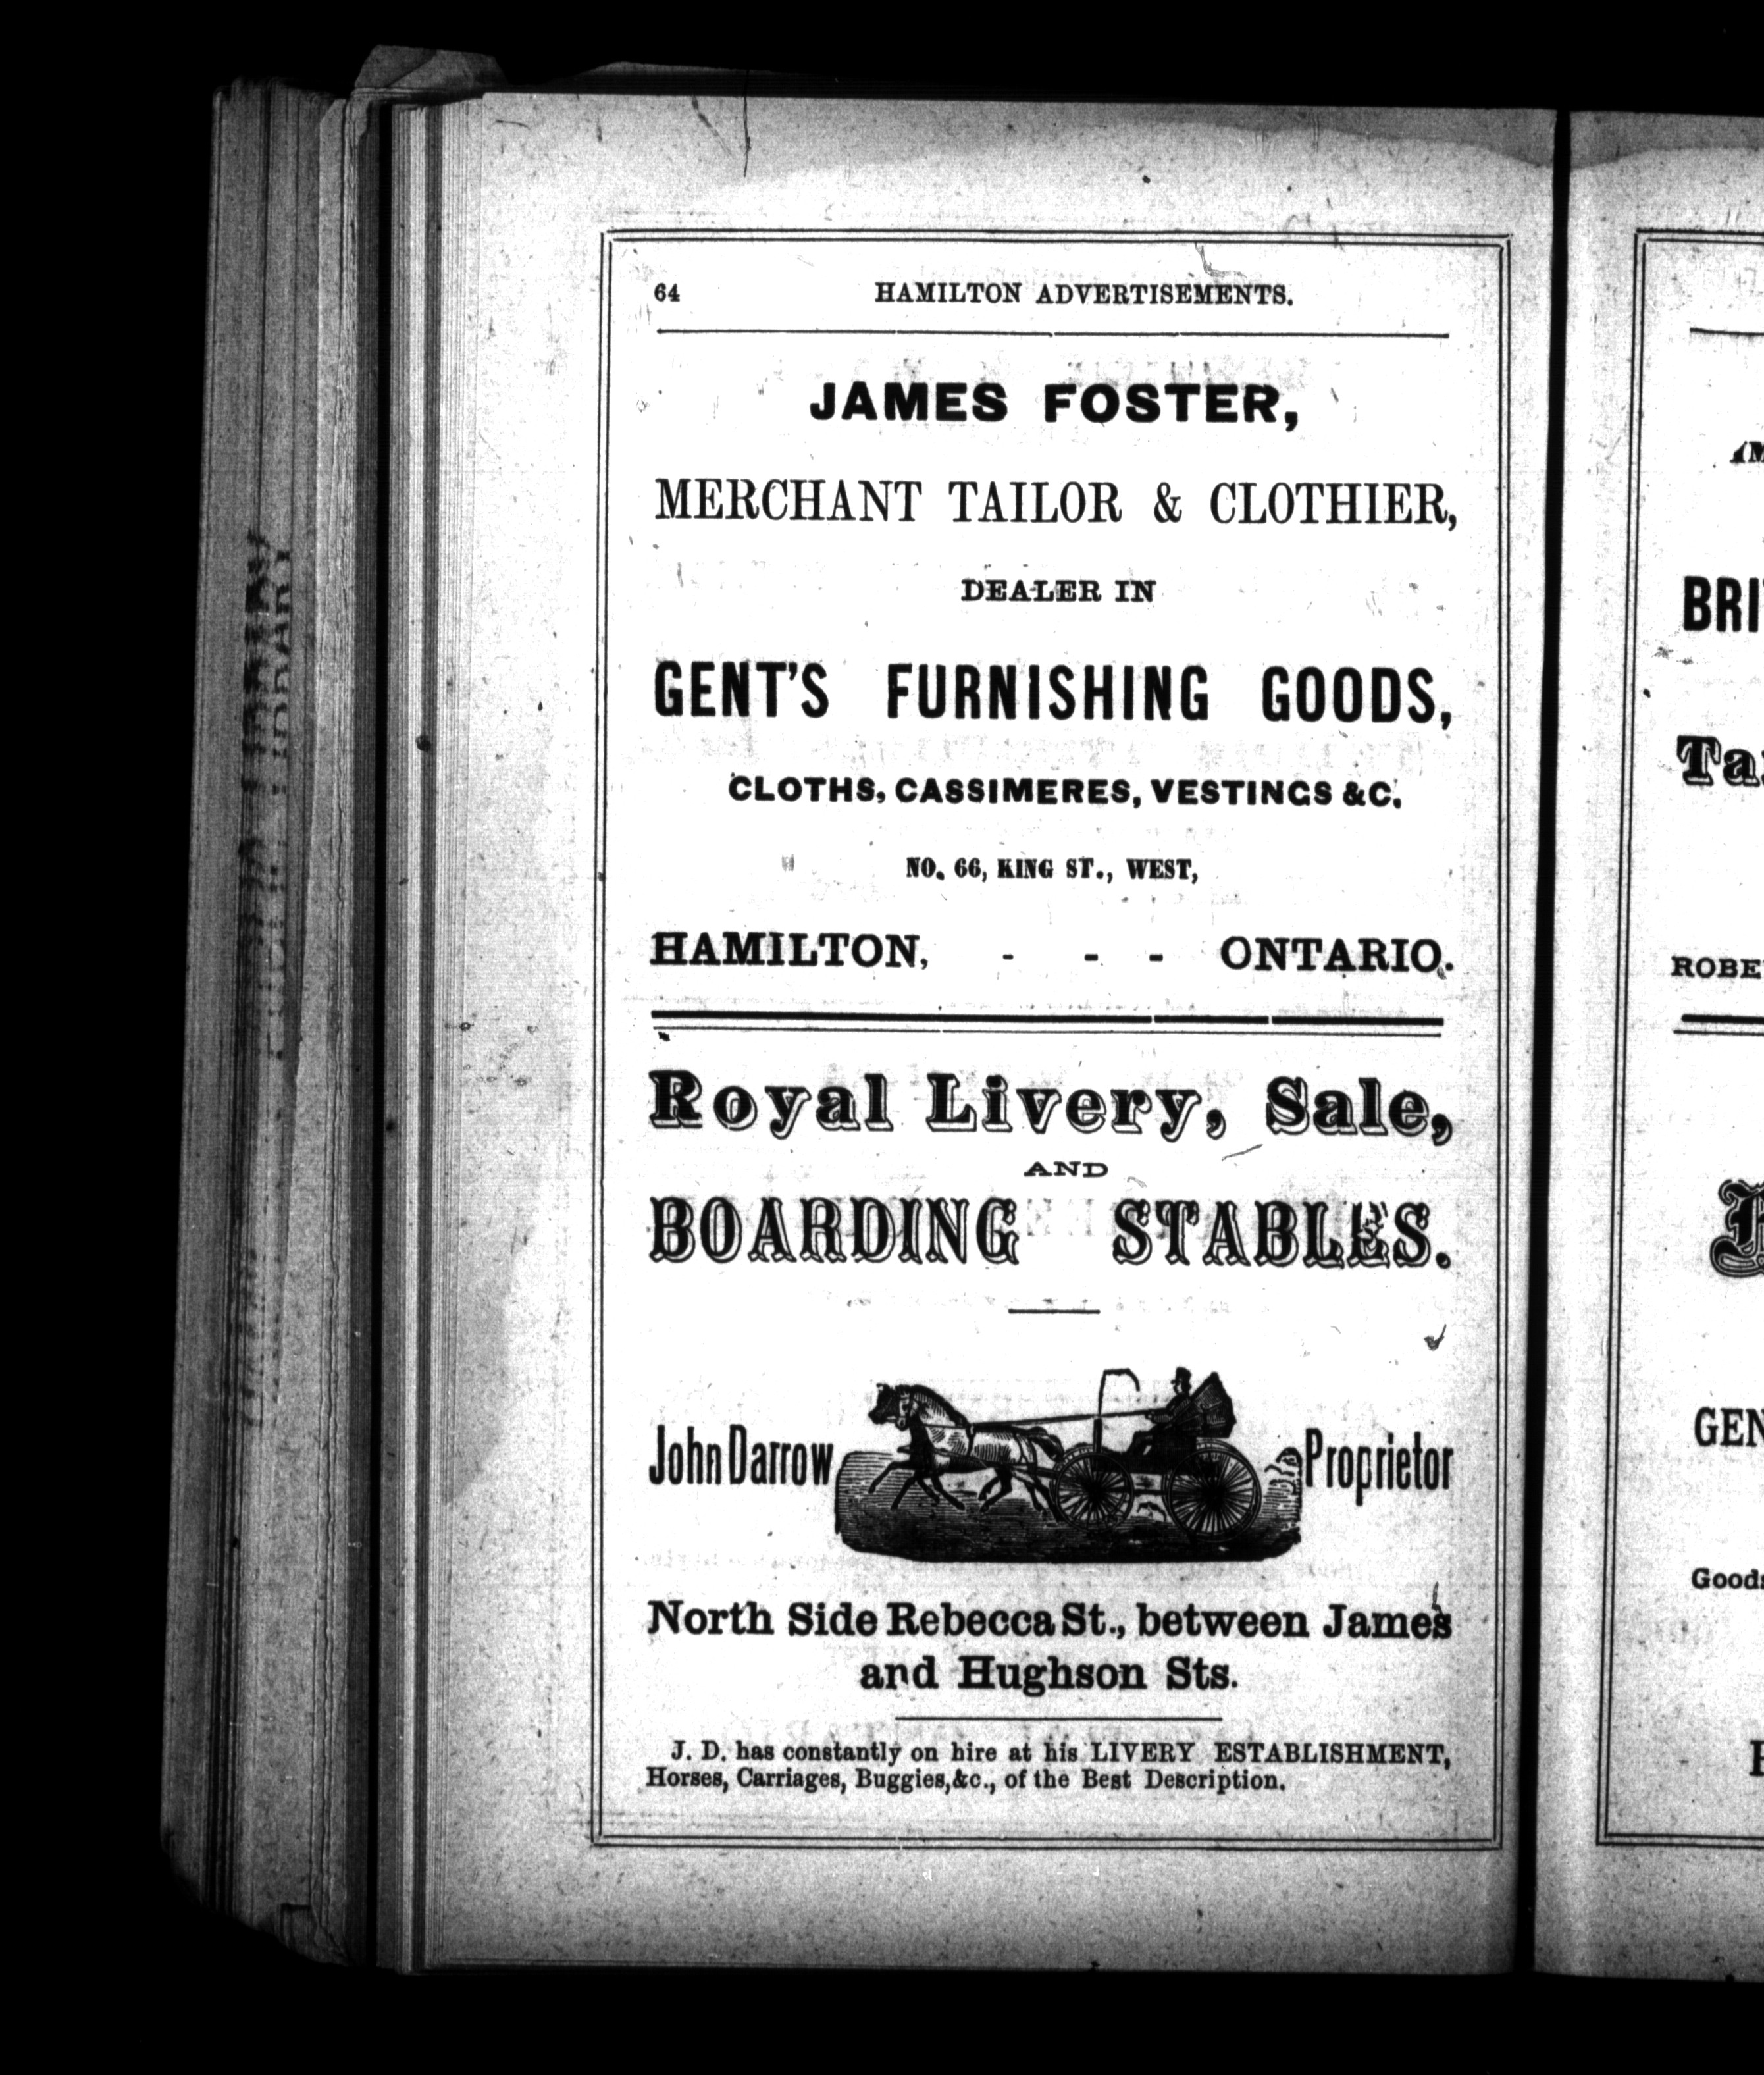 64 HAMILTON ADVERTISEMENTS.
JAMES FOSTER,
MERCHANT TAILOR & CLOTHIER,
DEALER IN
GENT'S FURNISHING GOODS,
CLOTHS, CASSIMERES, VESTINGS &C.
NO. 66, KING ST., WEST,
HAMILTON, - - - ONTARIO.
Royal Livery, Sale,
AND
BOARDING STABLES.
John Darrow Proprietor
North Side Rebecca St., between James
and Hughson Sts.
J. D. has constantly on hire at his LIVERY ESTABLISHMENT,
Horses, Carriages, Buggies,&c., of the Best Description.
BRI
Ta
ROBE
GEN
Goods